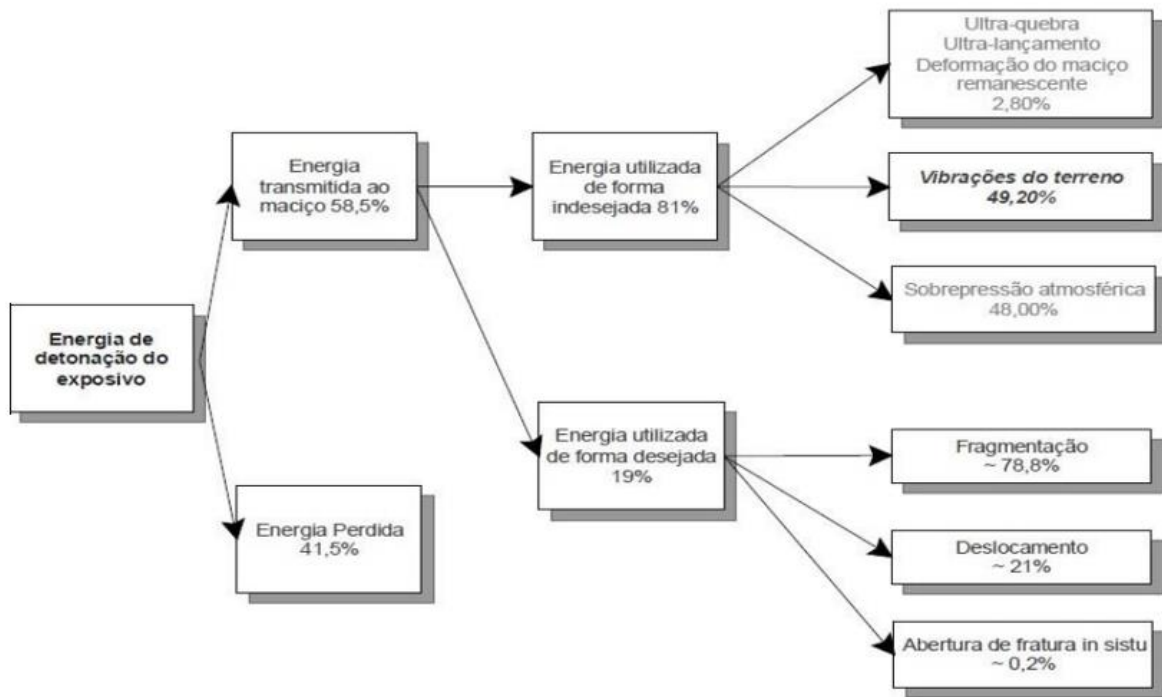 Energia de
detonação do
exposivo
Energia
transmitida ao
maciço 58,5%
Energia Perdida
41,5%
Energia utilizada
de forma
indesejada 81%
Energia utilizada
de forma desejada
19%
Ultra-quebra
Ultra-lançamento
Deformação do maciço
remanescente
2,80%
Vibrações do terreno
49,20%
Sobrepressão atmosférica
48,00%
Fragmentação
~ 78,8%
Deslocamento
~ 21%
Abertura de fratura in sistu
~ 0,2%